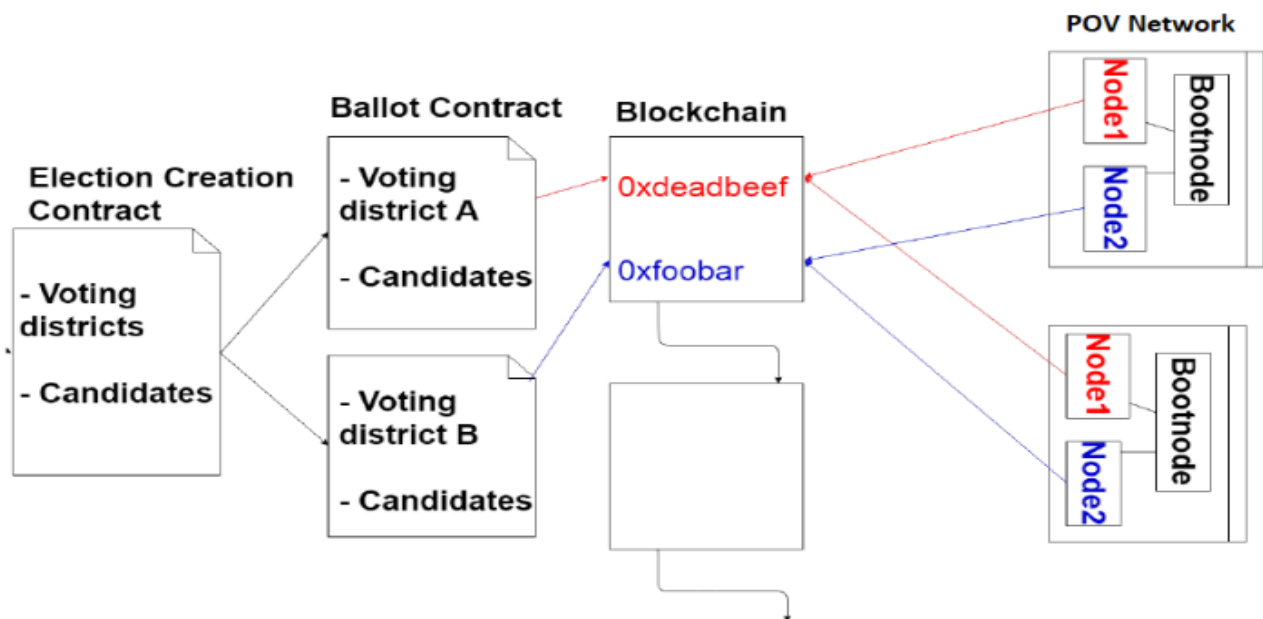 POV Network
Node1
Bootnode
Node2
Ballot Contract
Blockchain
- Voting
district A
- Candidates
0xdeadbeef
0xfoobar
Election Creation
Contract
- Voting
districts
- Candidates
- Voting
district B
- Candidates
Node1
Bootnode
Node2